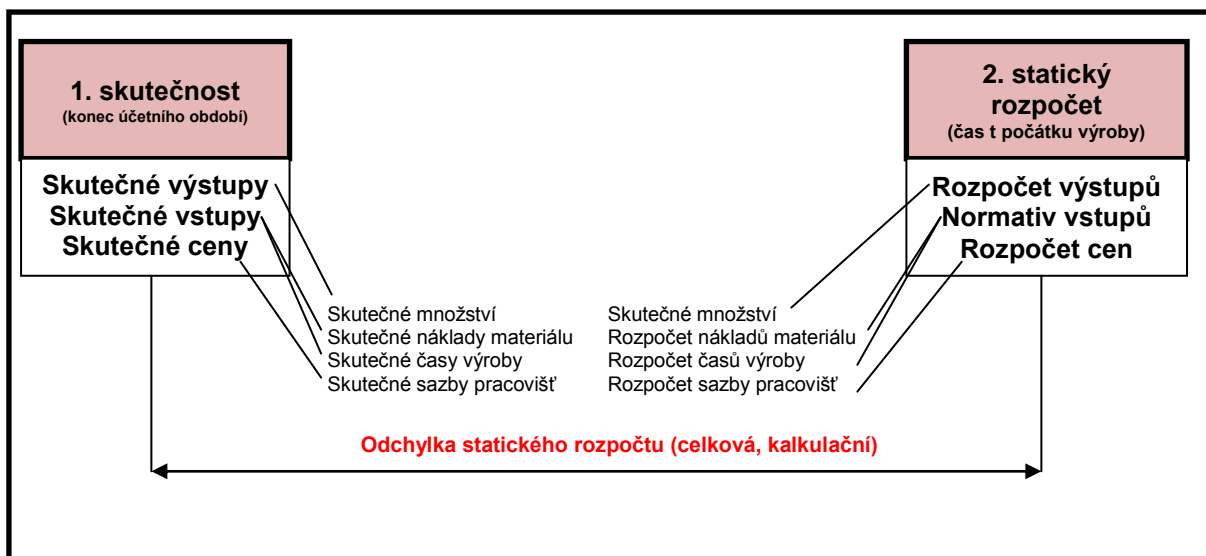 1. skutečnost
(konec účetního období)
Skutečné výstupy
Skutečné vstupy
Skutečné ceny
2. statický
rozpočet
(čas t počátku výroby)
Rozpočet výstupů
Normativ vstupů
Rozpočet cen
Skutečné množství
Skutečné náklady materiálu
Skutečné časy výroby
Skutečné sazby pracovišť
Skutečné množství
Rozpočet nákladů materiálu
Rozpočet časů výroby
Rozpočet sazby pracovišť
Odchylka statického rozpočtu (celková, kalkulační)